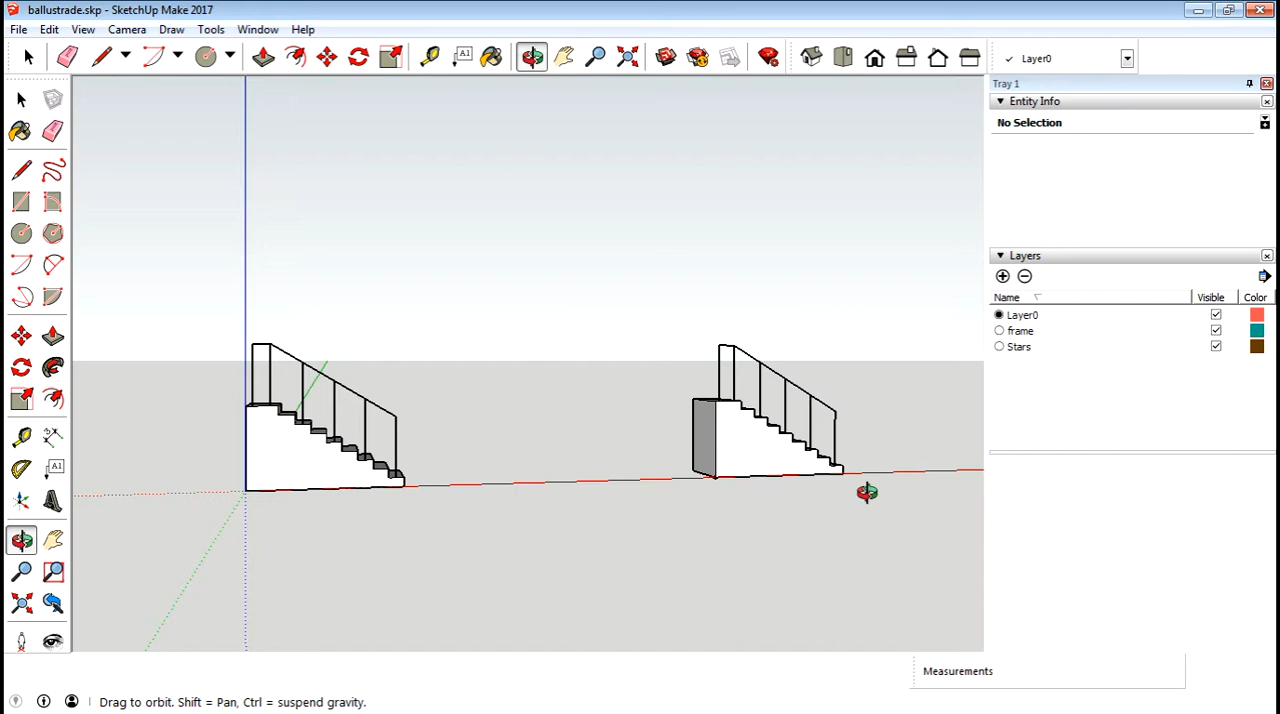 ballustrade.skp - SketchUp Make 2017
File Edit View Camera Draw Tools Window Help
A1
Layer0
Tray 1
Entity Info
No Selection
Layers
Name Visible Color
Layer0
frame
Stars
A1
Measurements
Drag to orbit. Shift = Pan, Ctrl = suspend gravity.